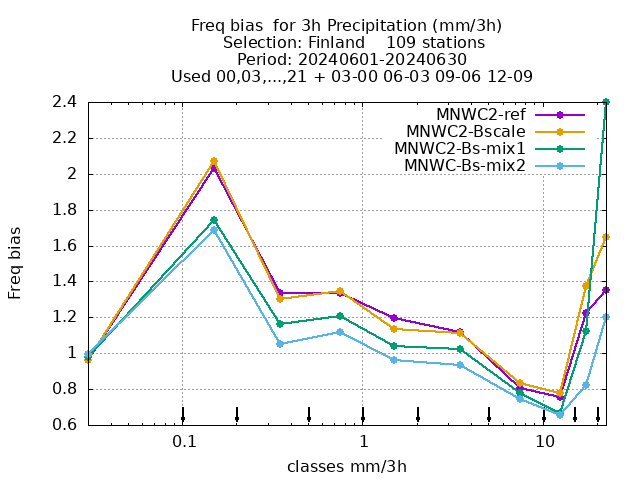 Freq bias  for 3h Precipitation (mm/3h)
Selection: Finland    109 stations
Period: 20240601-20240630
Used 00,03,...,21 + 03-00 06-03 09-06 12-09
MNWC2-ref
MNWC2-Bscale
MNWC2-Bs-mix1
MNWC-Bs-mix2
2.4
2.2
2
1.8
1.6
1.4
1.2
1
0.8
0.6
Freq bias
0.1 1 10
classes mm/3h